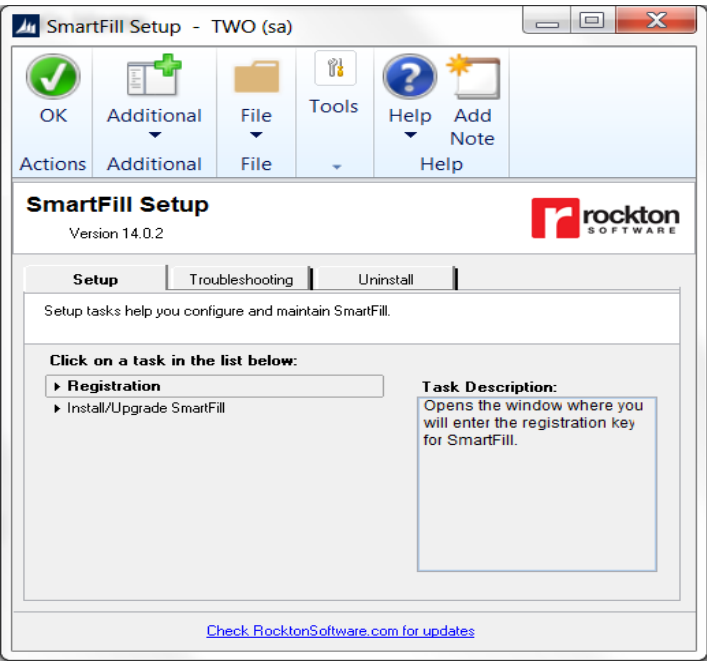 SmartFill Setup  -  TWO (sa)
OK
Additional
File
Tools
Help
Add
Note
Actions
Additional
File
Help
SmartFill Setup
Version 14.0.2
rockton
SOFTWARE
Setup
Troubleshooting
Uninstall
Setup tasks help you configure and maintain SmartFill.
Click on a task in the list below:
Registration
Install/Upgrade SmartFill
Task Description:
Opens the window where you
will enter the registration key
for SmartFill.
Check RocktonSoftware.com for updates